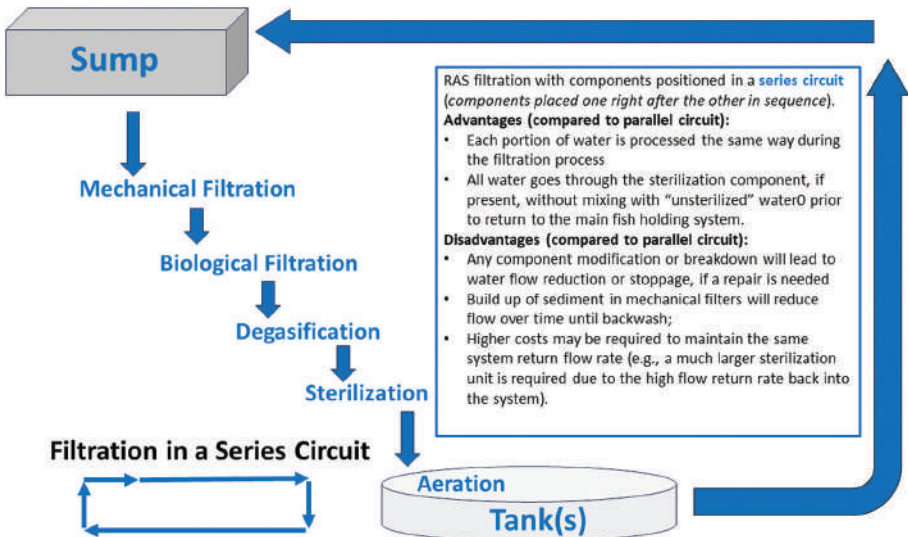 Sump
Mechanical Filtration
Biological Filtration
Degasification
Sterilization
Filtration in a Series Circuit
Aeration
Tank(s)
RAS filtration with components positioned in a series circuit
(components placed one right after the other in sequence).
Advantages (compared to parallel circuit):
• Each portion of water is processed the same way during
the filtration process
• All water goes through the sterilization component, if
present, without mixing with “unsterilized” water0 prior
to return to the main fish holding system.
Disadvantages (compared to parallel circuit):
• Any component modification or breakdown will lead to
water flow reduction or stoppage, if a repair is needed
• Build up of sediment in mechanical filters will reduce
flow over time until backwash;
• Higher costs may be required to maintain the same
system return flow rate (e.g., a much larger sterilization
unit is required due to the high flow return rate back into
the system).